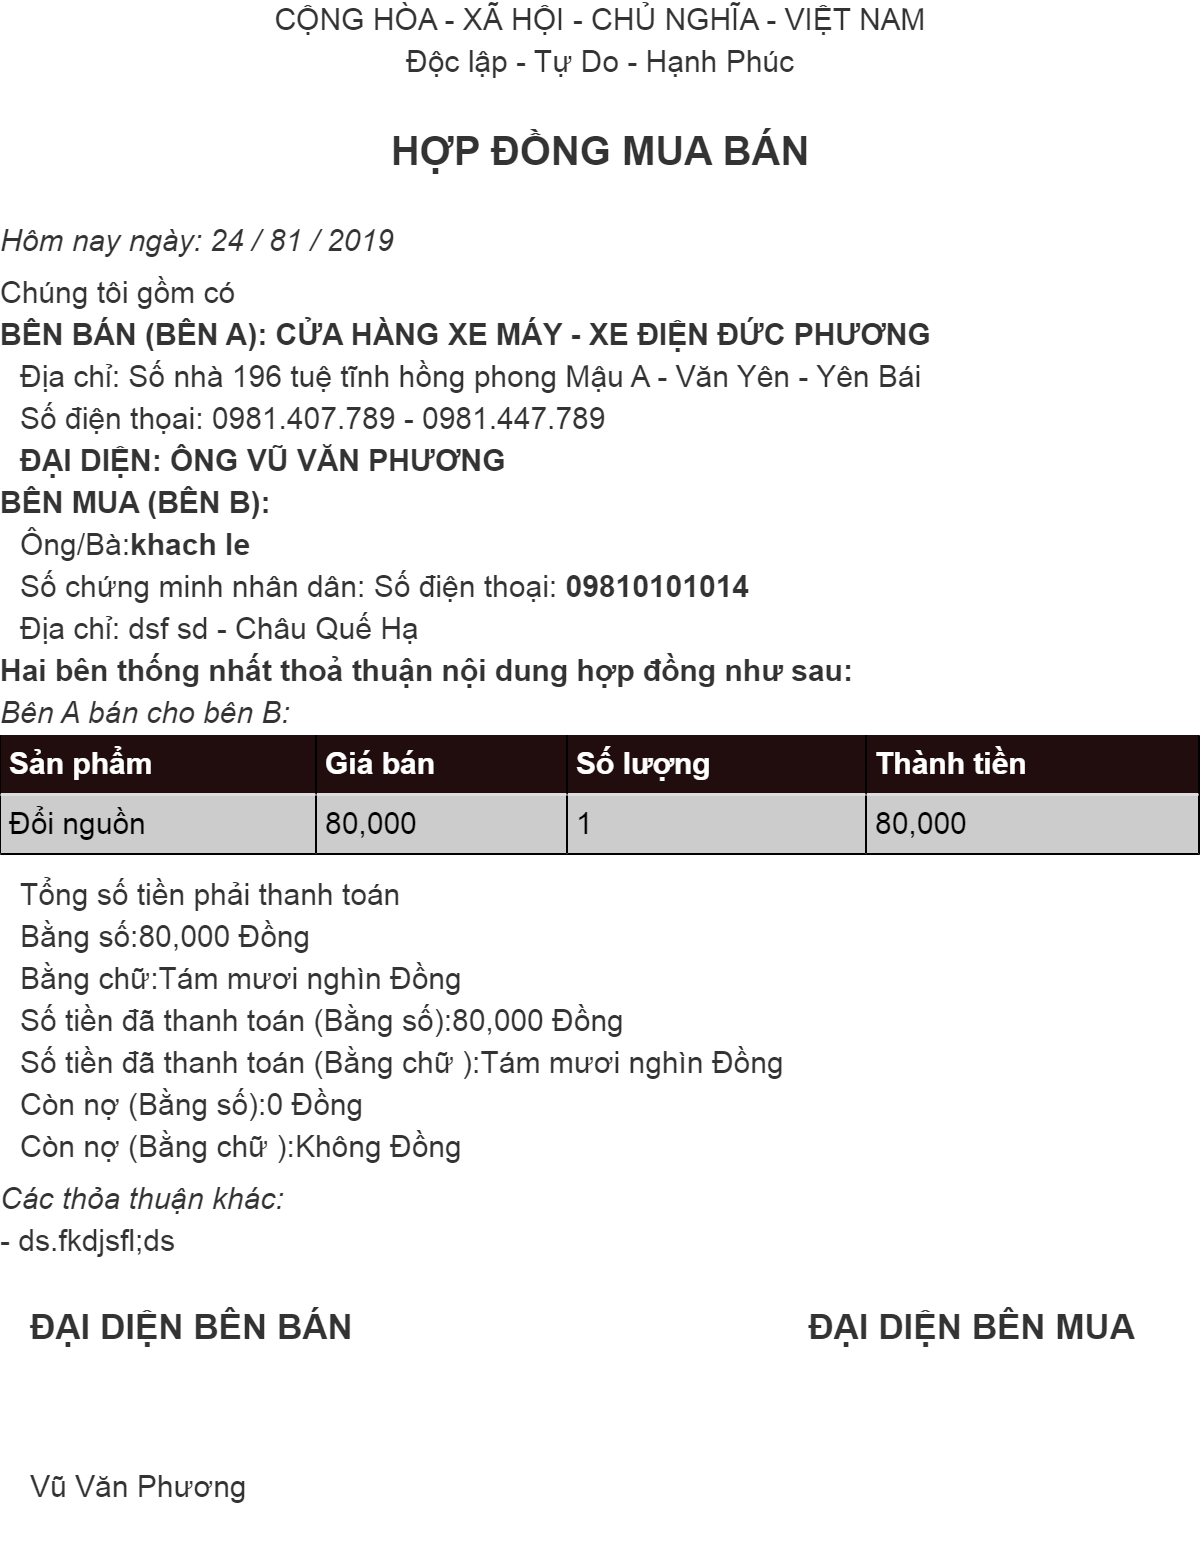 CỘNG HÒA - XÃ HỘI - CHỦ NGHĨA - VIỆT NAM
Độc lập - Tự Do - Hạnh Phúc
HỢP ĐỒNG MUA BÁN
Hôm nay ngày: 24 / 81 / 2019
Chúng tôi gồm có
BÊN BÁN (BÊN A): CỬA HÀNG XE MÁY - XE ĐIỆN ĐỨC PHƯƠNG
Địa chỉ: Số nhà 196 tuệ tĩnh hồng phong Mậu A - Văn Yên - Yên Bái
Số điện thọai: 0981.407.789 - 0981.447.789
ĐẠI DIỆN: ÔNG VŨ VĂN PHƯƠNG
BÊN MUA (BÊN B):
Ông/Bà:khach le
Số chứng minh nhân dân: Số điện thoại: 09810101014
Địa chỉ: dsf sd - Châu Quế Hạ
Hai bên thống nhất thoả thuận nội dung hợp đồng như sau:
Bên A bán cho bên B:
Sản phẩm Giá bán Số lượng Thành tiền
Đổi nguồn 80,000 1 80,000
Tổng số tiền phải thanh toán
Bằng số:80,000 Đồng
Bằng chữ:Tám mươi nghìn Đồng
Số tiền đã thanh toán (Bằng số):80,000 Đồng
Số tiền đã thanh toán (Bằng chữ ):Tám mươi nghìn Đồng
Còn nợ (Bằng số):0 Đồng
Còn nợ (Bằng chữ ):Không Đồng
Các thỏa thuận khác:
- ds.fkdjsfl;ds
ĐẠI DIỆN BÊN BÁN ĐẠI DIỆN BÊN MUA
Vũ Văn Phương